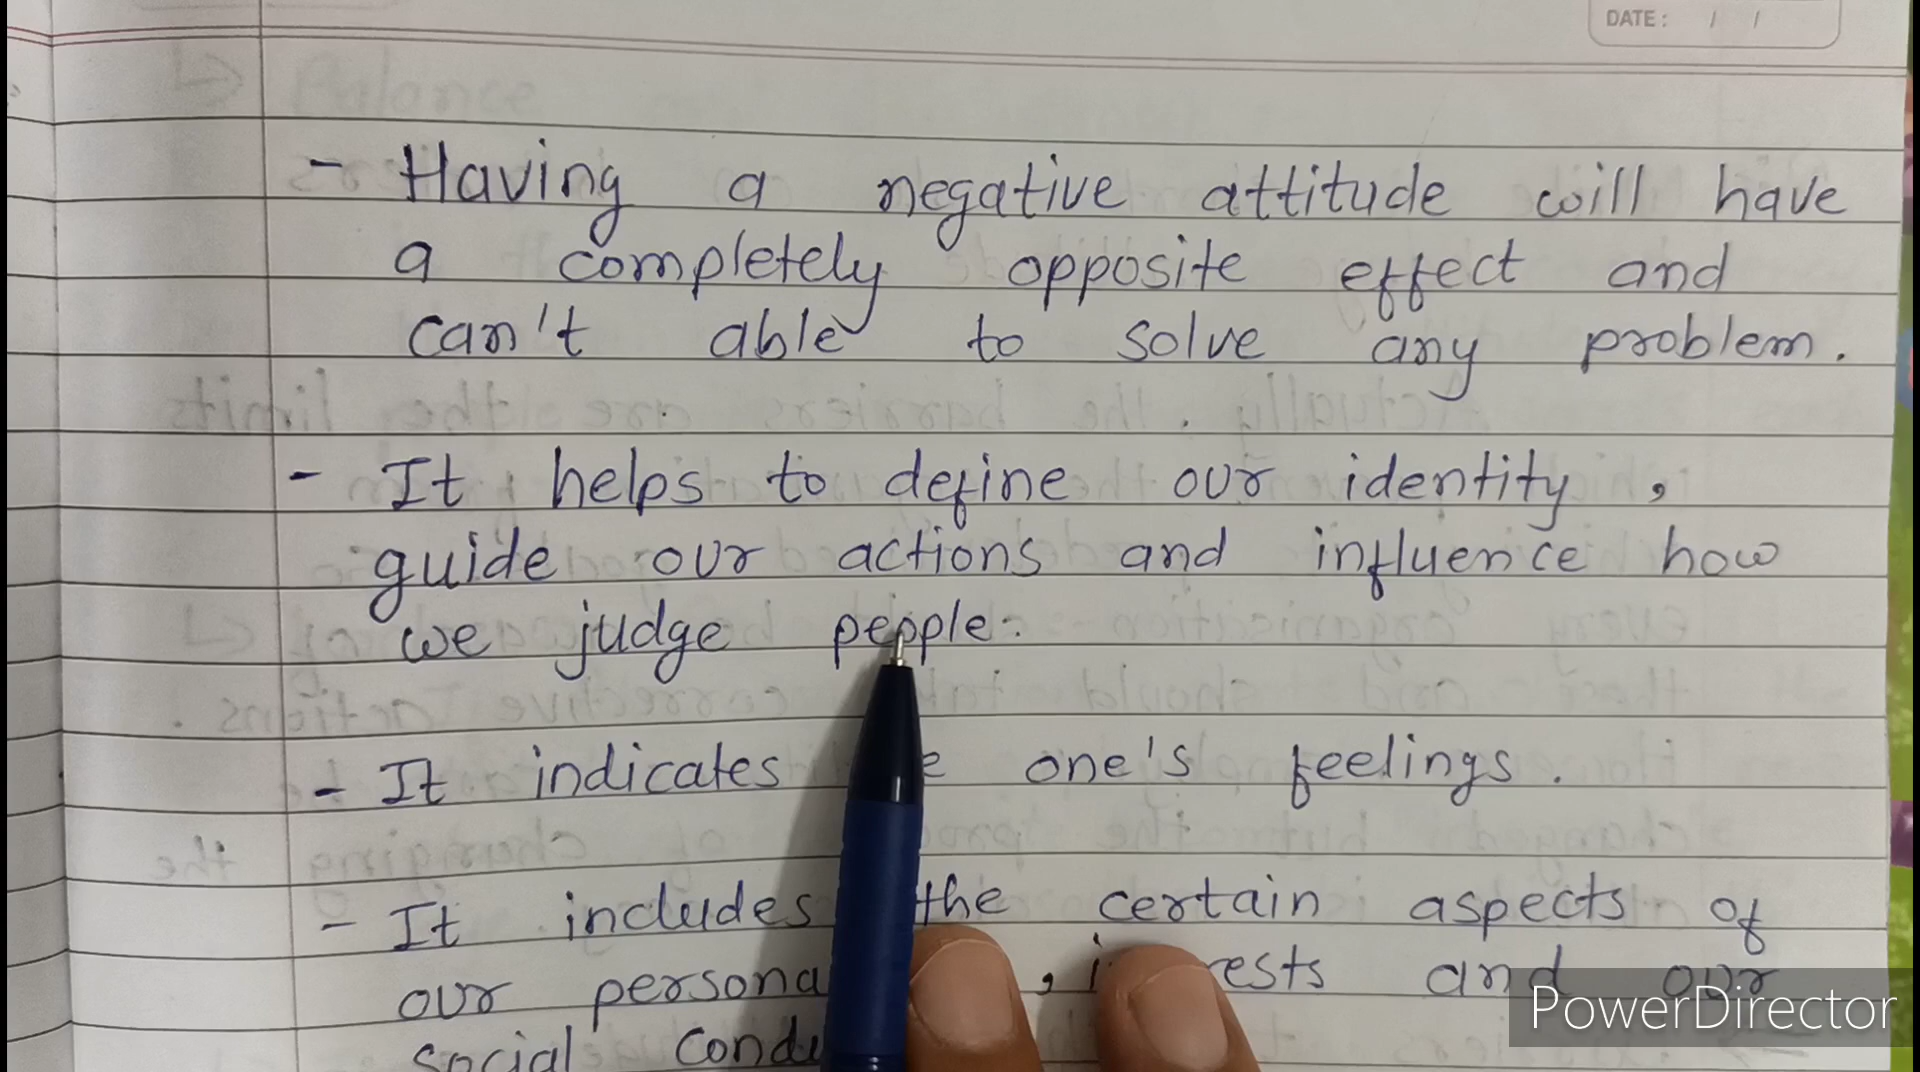 DATE: / /
- Having a negative attitude will have
a completely opposite effect and
can't able to solve any problem.
- It helps to define our identity,
guide our actions and influence how
we judge people.
- It indicates one's feelings.
- It includes the certain aspects of
our and our
social
PowerDirector